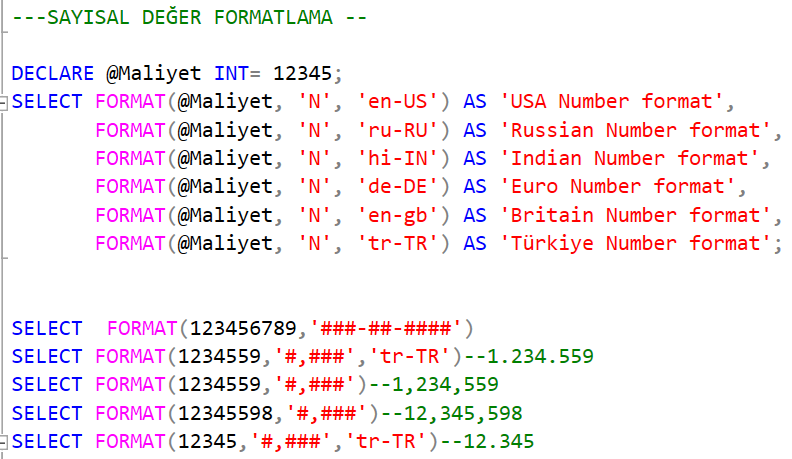 ---SAYISAL DEĞER FORMATLAMA --
DECLARE @Maliyet INT= 12345;
SELECT FORMAT(@Maliyet, 'N', 'en-US') AS 'USA Number format',
FORMAT(@Maliyet, 'N', 'ru-RU') AS 'Russian Number format',
FORMAT(@Maliyet, 'N', 'hi-IN') AS 'Indian Number format',
FORMAT(@Maliyet, 'N', 'de-DE') AS 'Euro Number format',
FORMAT(@Maliyet, 'N', 'en-gb') AS 'Britain Number format',
FORMAT(@Maliyet, 'N', 'tr-TR') AS 'Türkiye Number format';
SELECT  FORMAT(123456789,'###-##-####')
SELECT FORMAT(1234559,'#,###','tr-TR')--1.234.559
SELECT FORMAT(1234559,'#,###')--1,234,559
SELECT FORMAT(12345598,'#,###')--12,345,598
SELECT FORMAT(12345,'#,###','tr-TR')--12.345